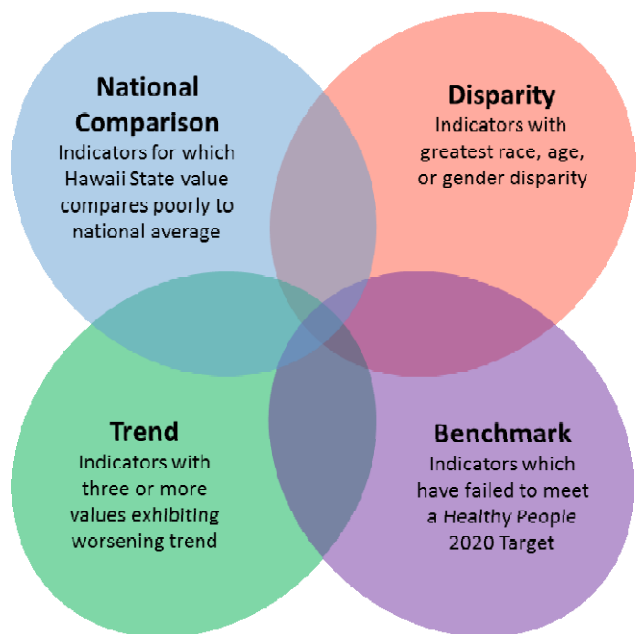 National
Comparison
Indicators for which
Hawaii State value
compares poorly to
national average
Disparity
Indicators with
greatest race, age,
or gender disparity
Trend
Indicators with
three or more
values exhibiting
worsening trend
Benchmark
Indicators which
have failed to meet
a Healthy People
2020 Target